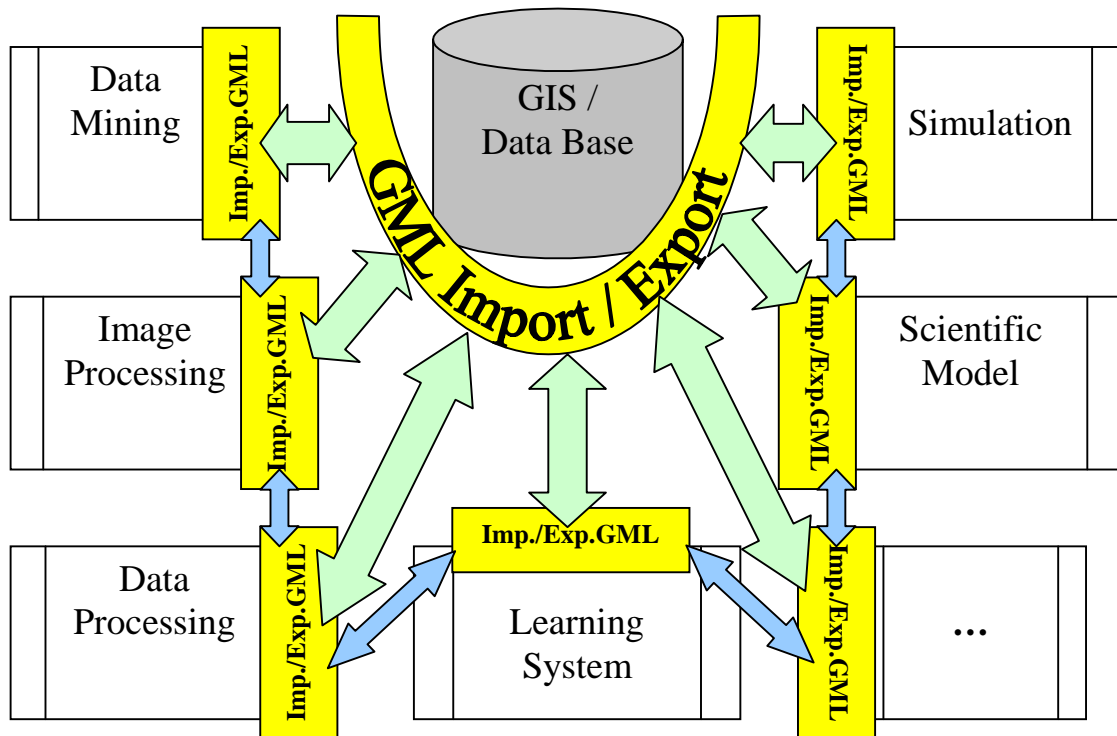 Data
Mining
Imp./Exp.GML
GIS /
Data Base
GML Import / Export
Imp./Exp.GML
Simulation
Image
Processing
Imp./Exp.GML
Imp./Exp.GML
Scientific
Model
Data
Processing
Imp./Exp.GML
Imp./Exp.GML
Learning
System
Imp./Exp.GML
...